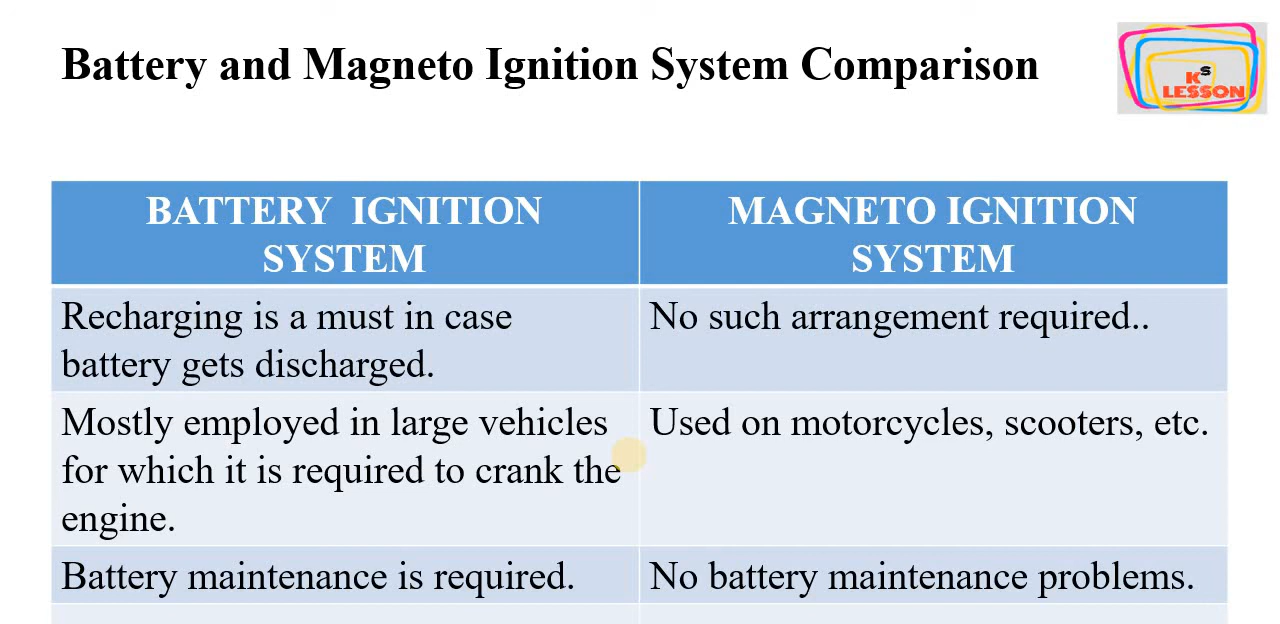 Battery and Magneto Ignition System Comparison
KS
LESSON
BATTERY IGNITION
SYSTEM
MAGNETO IGNITION
SYSTEM
Recharging is a must in case
battery gets discharged.
No such arrangement required..
Mostly employed in large vehicles
for which it is required to crank the
engine.
Used on motorcycles, scooters, etc.
Battery maintenance is required.
No battery maintenance problems.